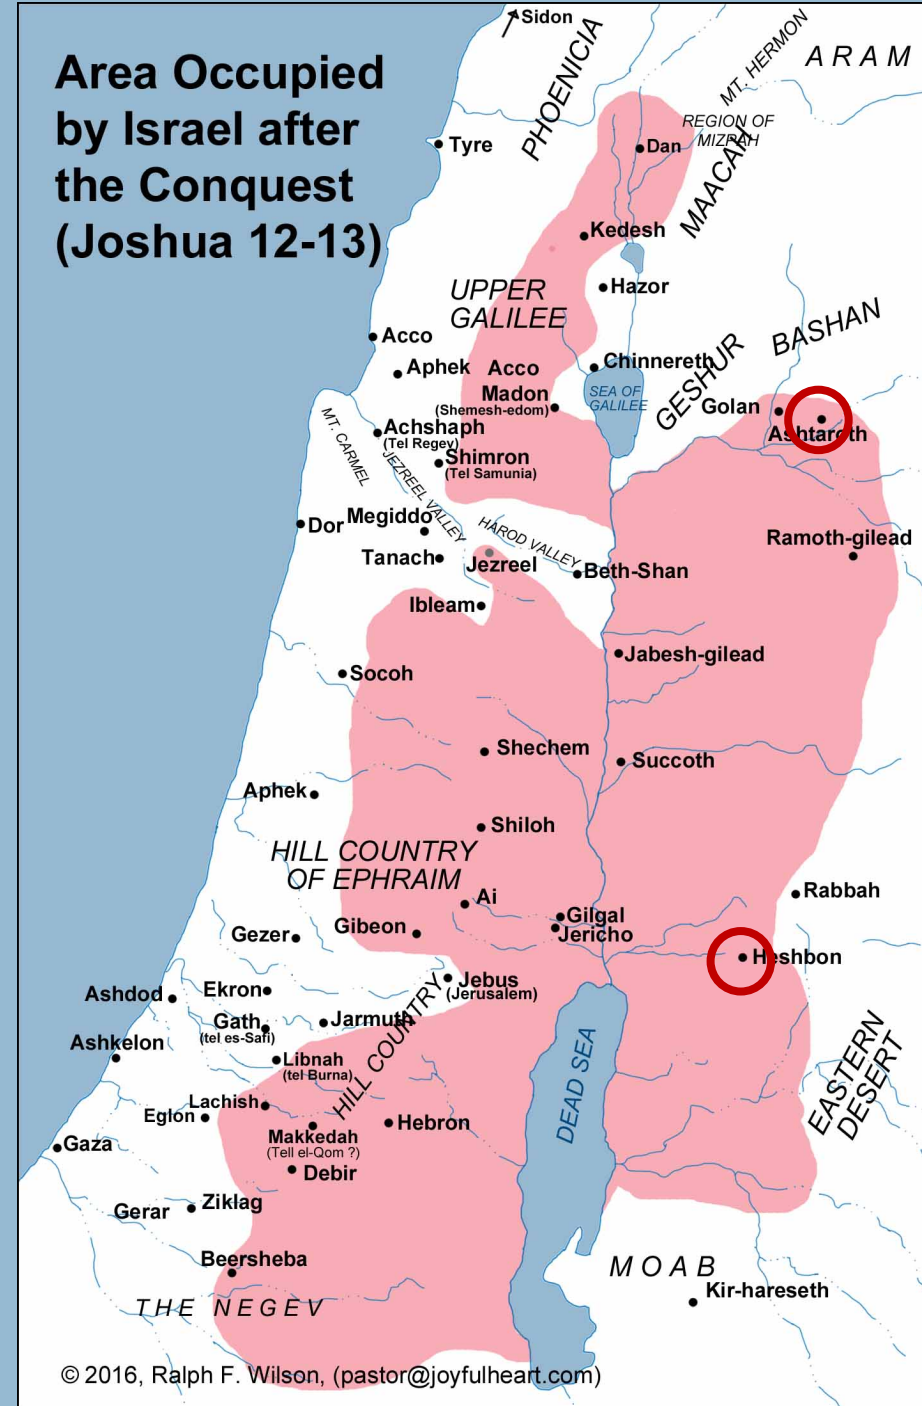 Area Occupied
by Israel after
the Conquest
(Joshua 12-13)
Sidon
PHOENICIA
MT. HERMON
ARAM
REGION OF
MIZPAH
Tyre
Dan
MAACAH
Kedesh
Hazor
UPPER
GALILEE
BASHAN
Acco
Chinnereth
GESHUR
Aphek
Acco
Madon
(Shemesh-edom)
SEA OF
GALILEE
Golan
Ashtaroth
MT. CARMEL
Achshaph
(Tel Regev)
Shimron
(Tel Samunia)
JEZREEL VALLEY
Dor
Megiddo
HAROD VALLEY
Ramoth-gilead
Tanach
Jezreel
Beth-Shan
Ibleam
Jabesh-gilead
Socoh
Shechem
Succoth
Aphek
Shiloh
HILL COUNTRY
OF EPHRAIM
Ai
Rabbah
Gilgal
Jericho
Gezer
Gibeon
Heshbon
Jebus
(Jerusalem)
Ashdod
Ekron
Gath
(tel es-Safi)
Jarmuth
HILL COUNTRY
Ashkelon
Libnah
(tel Burna)
DEAD SEA
EASTERN
DESERT
Lachish
Eglon
Makkedah
(Tell el-Qom ?)
Hebron
Gaza
Debir
Gerar
Ziklag
Beersheba
MOAB
Kir-hareseth
THE NEGEV
© 2016, Ralph F. Wilson, (pastor@joyfulheart.com)